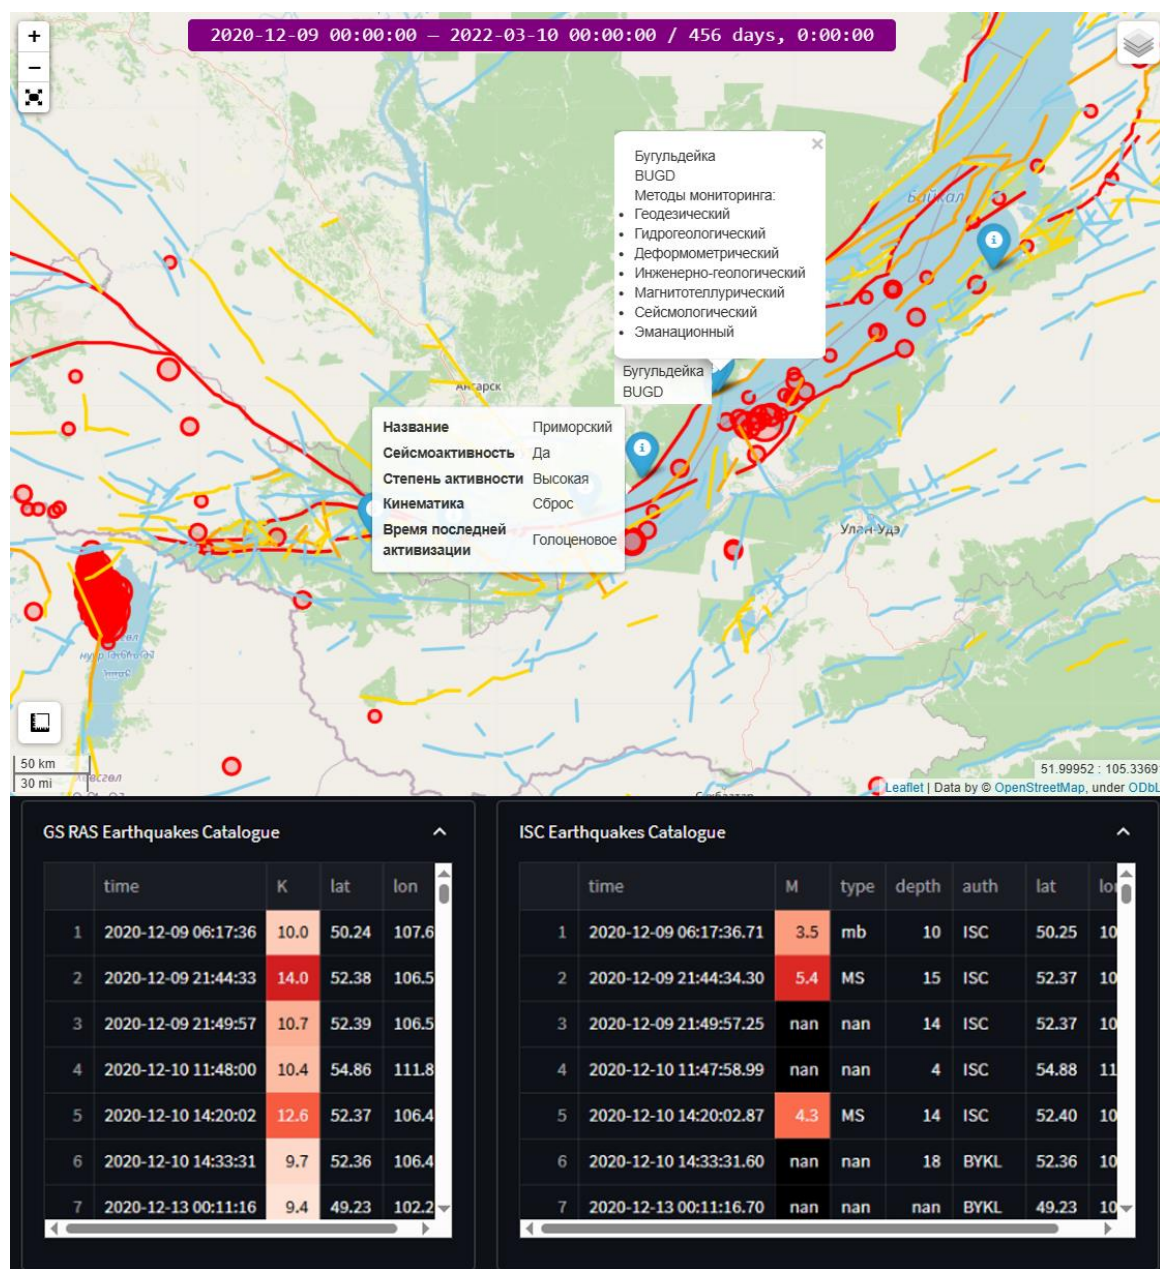 +
2020-12-09 00:00:00 — 2022-03-10 00:00:00 / 456 days, 0:00:00
−
Бугульдейка
BUGD
Методы мониторинга:
• Геодезический
• Гидрогеологический
• Деформометрический
• Инженерно-геологический
• Магнитотеллурический
• Сейсмологический
• Эманационный
×
Байкал
Бугульдейка
BUGD
Ангарск
Название Приморский
Сейсмоактивность Да
Степень активности Высокая
Кинематика Сброс
Время последней активизации Голоценовое
Улан-Удэ
50 km
30 mi
51.99952 : 105.3369
Leaflet | Data by © OpenStreetMap, under ODbL
GS RAS Earthquakes Catalogue
time K lat lon
1 2020-12-09 06:17:36 10.0 50.24 107.6
2 2020-12-09 21:44:33 14.0 52.38 106.5
3 2020-12-09 21:49:57 10.7 52.39 106.5
4 2020-12-10 11:48:00 10.4 54.86 111.8
5 2020-12-10 14:20:02 12.6 52.37 106.4
6 2020-12-10 14:33:31 9.7 52.36 106.4
7 2020-12-13 00:11:16 9.4 49.23 102.2
ISC Earthquakes Catalogue
time M type depth auth lat lo
1 2020-12-09 06:17:36.71 3.5 mb 10 ISC 50.25 10
2 2020-12-09 21:44:34.30 5.4 MS 15 ISC 52.37 10
3 2020-12-09 21:49:57.25 nan nan 14 ISC 52.37 10
4 2020-12-10 11:47:58.99 nan nan 4 ISC 54.88 11
5 2020-12-10 14:20:02.87 4.3 MS 14 ISC 52.40 10
6 2020-12-10 14:33:31.60 nan nan 18 BYKL 52.36 10
7 2020-12-13 00:11:16.70 nan nan nan BYKL 49.23 10